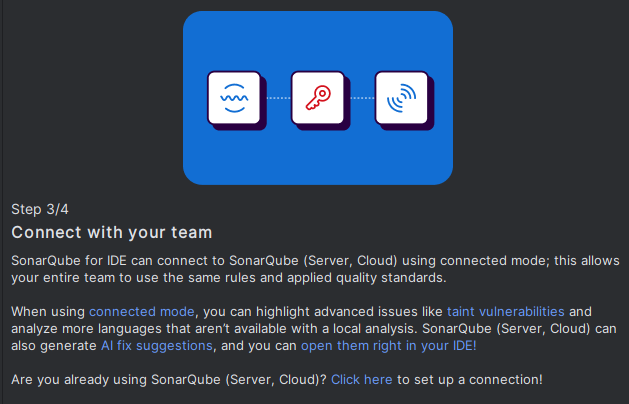 Step 3/4
Connect with your team
SonarQube for IDE can connect to SonarQube (Server, Cloud) using connected mode; this allows
your entire team to use the same rules and applied quality standards.
When using connected mode, you can highlight advanced issues like taint vulnerabilities and
analyze more languages that aren't available with a local analysis. SonarQube (Server, Cloud) can
also generate AI fix suggestions, and you can open them right in your IDE!
Are you already using SonarQube (Server, Cloud)? Click here to set up a connection!